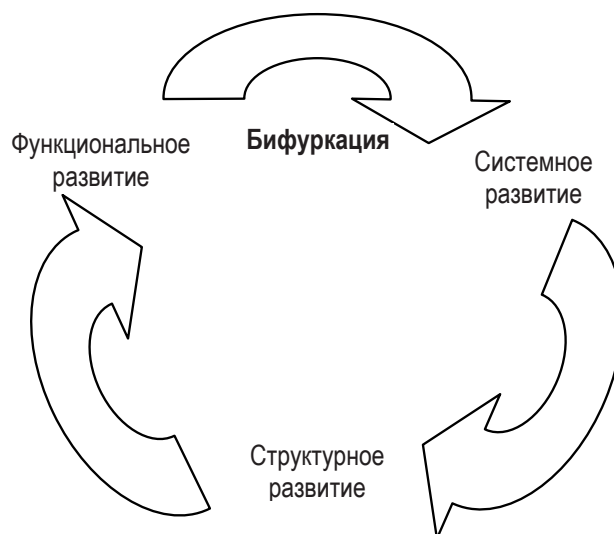 Бифуркация
Функциональное
развитие
Системное
развитие
Структурное
развитие